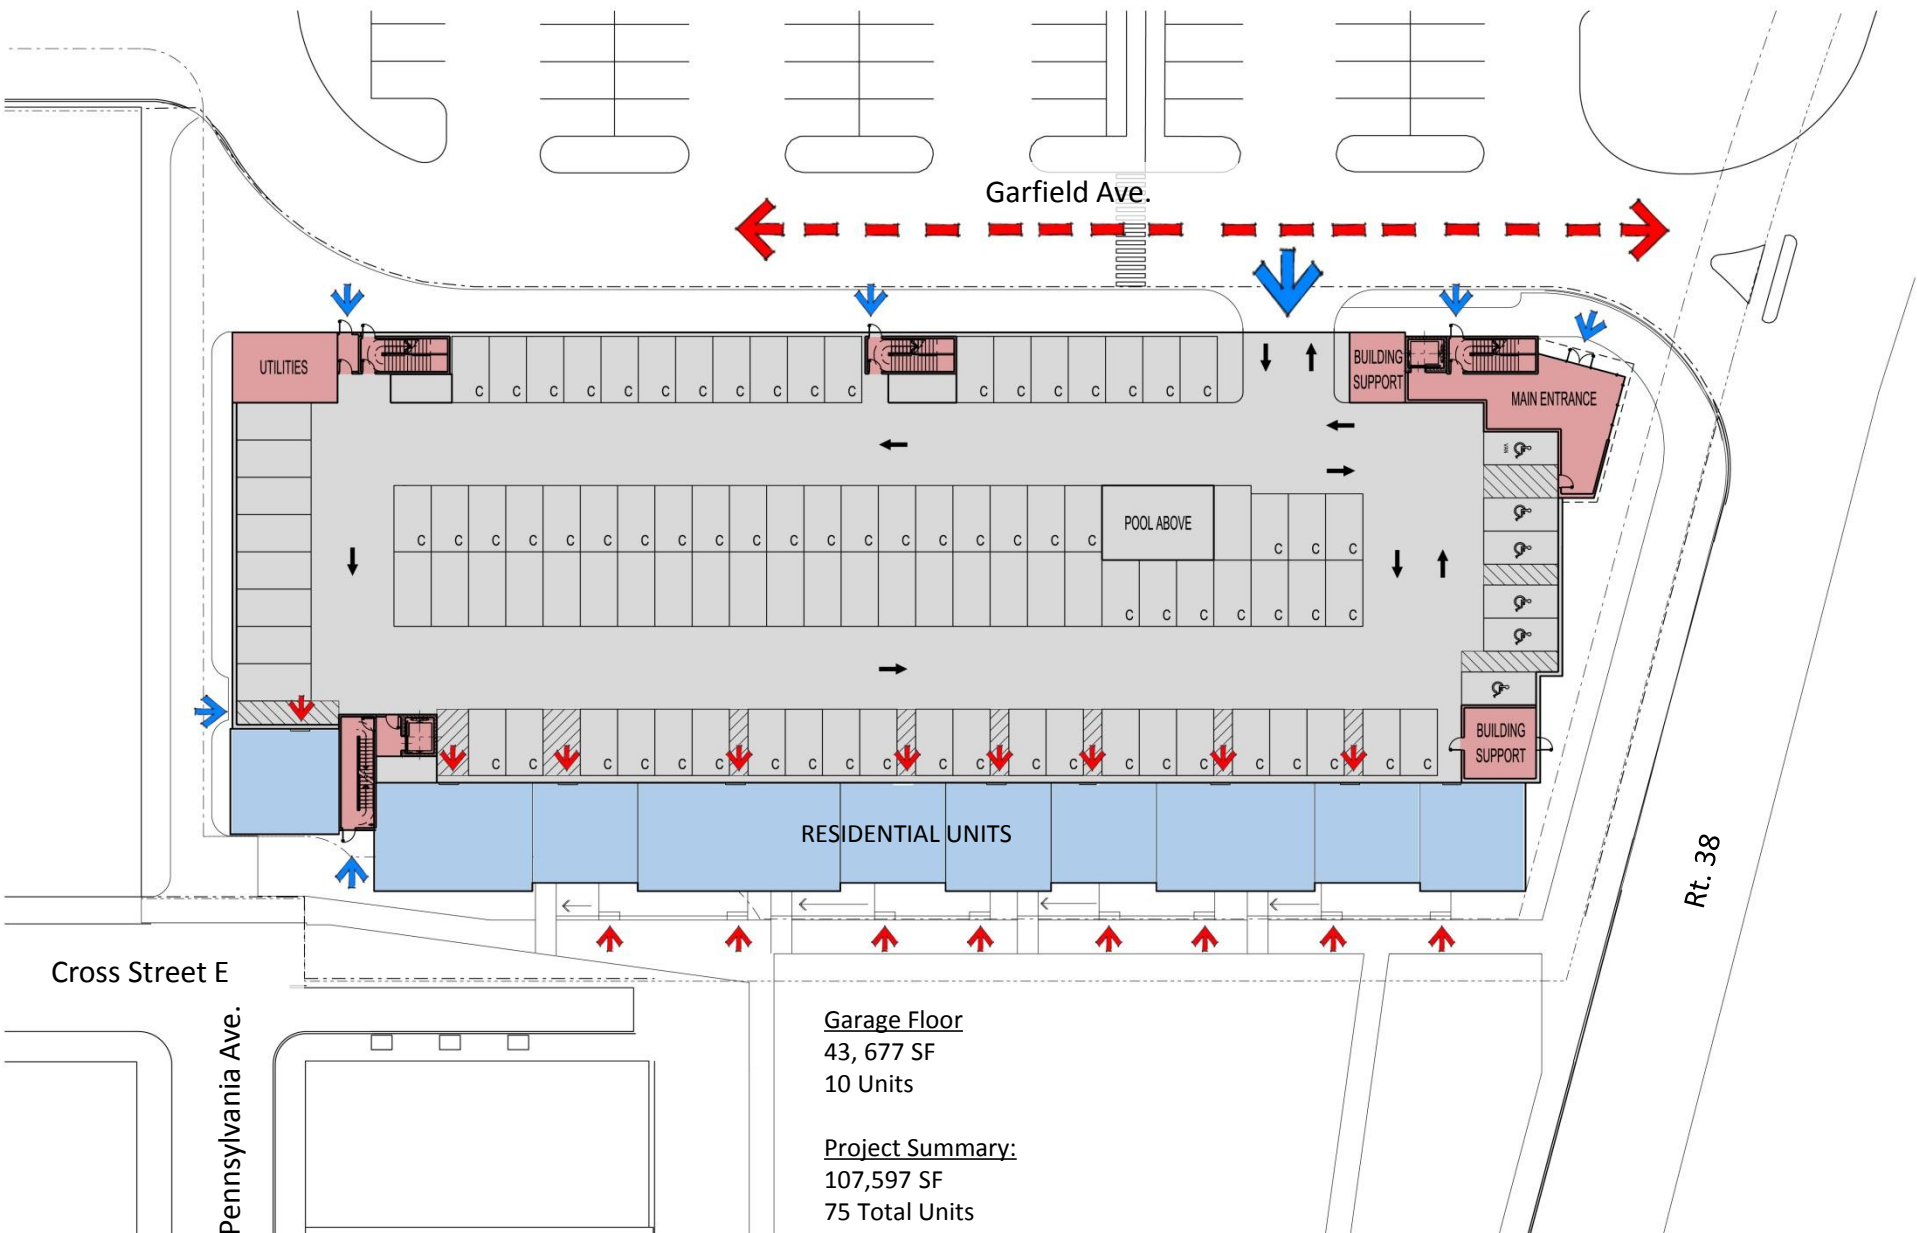 Garfield Ave.
UTILITIES
C C C C C C C C C C C
C C C C C C C
BUILDING
SUPPORT
MAIN ENTRANCE
VAN
POOL ABOVE
C C C C C C C C C C C C C C C C C C C
C C C
C C C C C C C
C C C C C C C C C C C C C C C C C C C C C C
BUILDING
SUPPORT
RESIDENTIAL UNITS
Rt. 38
Cross Street E
Pennsylvania Ave.
Garage Floor
43, 677 SF
10 Units
Project Summary:
107,597 SF
75 Total Units